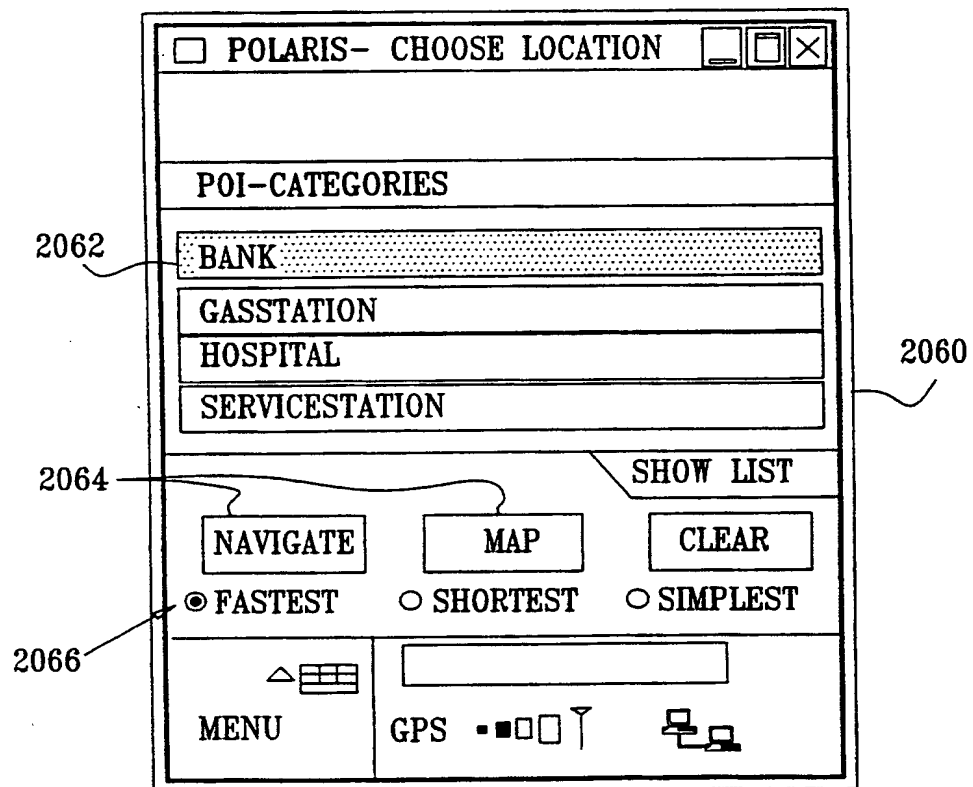 POLARIS- CHOOSE LOCATION
POI-CATEGORIES
2062
BANK
GASSTATION
HOSPITAL
2060
SERVICESTATION
SHOW LIST
2064
NAVIGATE MAP CLEAR
FASTEST SHORTEST SIMPLEST
2066
MENU GPS